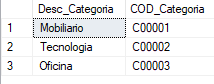 Desc_Categoria COD_Categoria
1 Mobiliario C00001
2 Tecnologia C00002
3 Oficina C00003